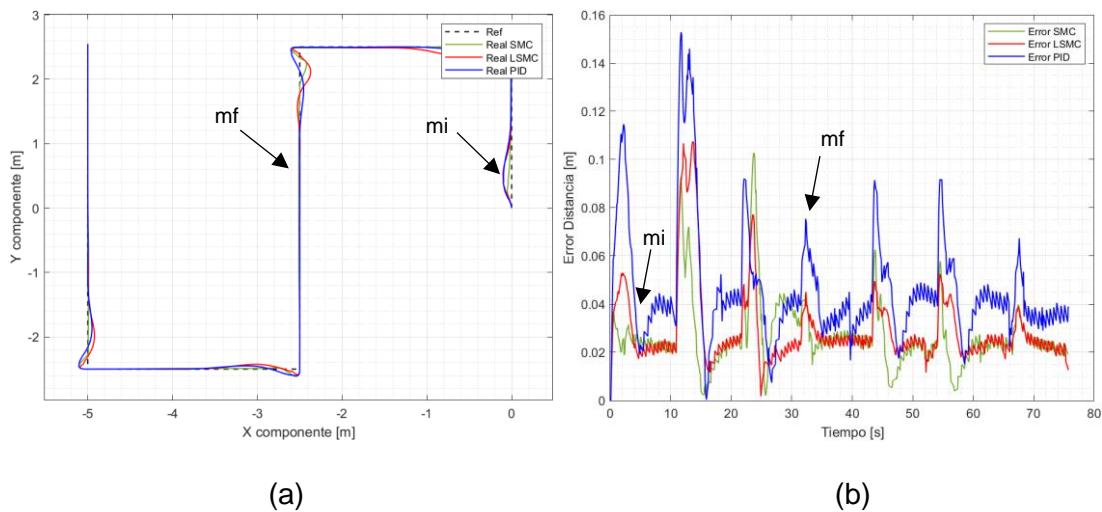 3
2
1
0
-1
-2
Y componente [m]
-5
-4
-3
-2
-1
0
X componente [m]
Ref
Real SMC
Real LSMC
Real PID
mf
mi
(a)
0.16
0.14
0.12
0.1
0.08
0.06
0.04
0.02
0
Error Distancia [m]
0
10
20
30
40
50
60
70
80
Tiempo [s]
Error SMC
Error LSMC
Error PID
mf
mi
(b)